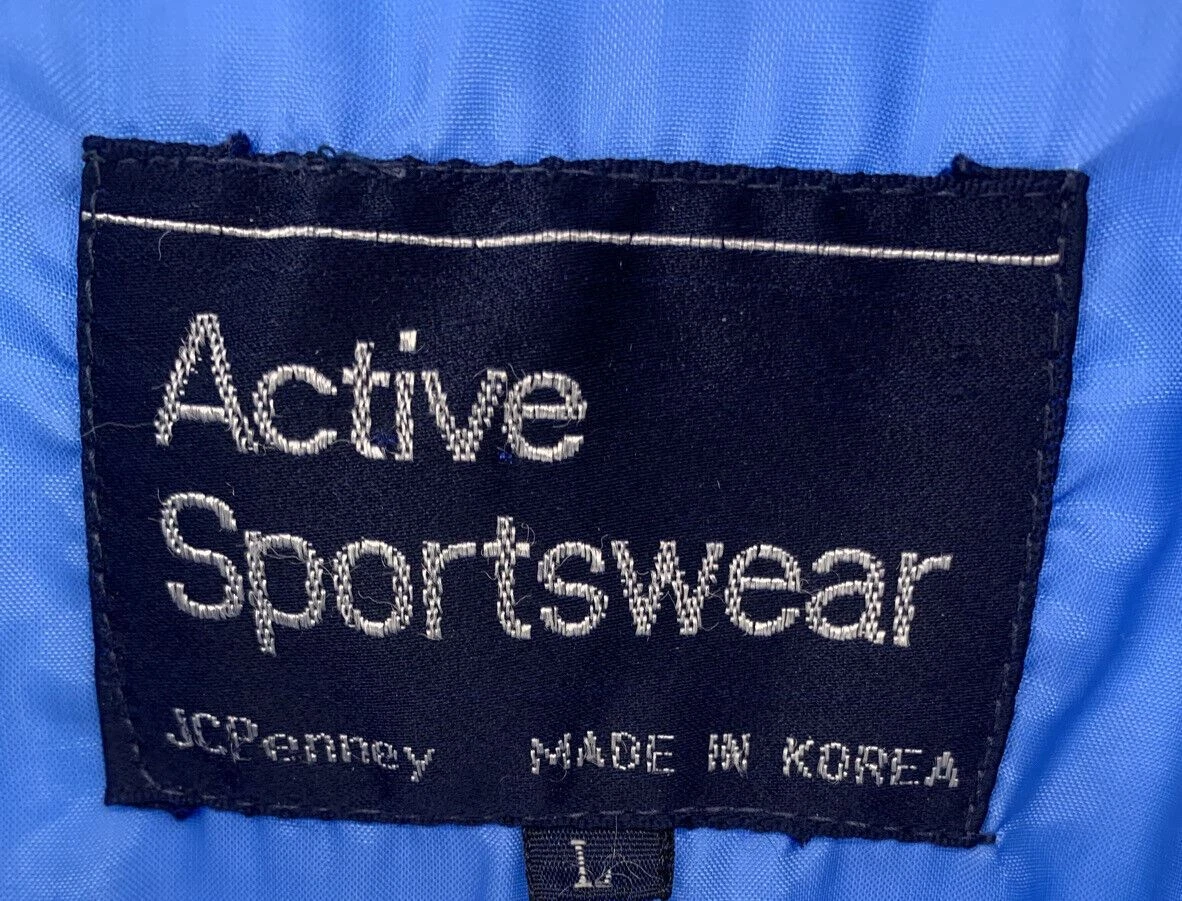 Active
Sportswear
JCPenney MADE IN KOREA
L